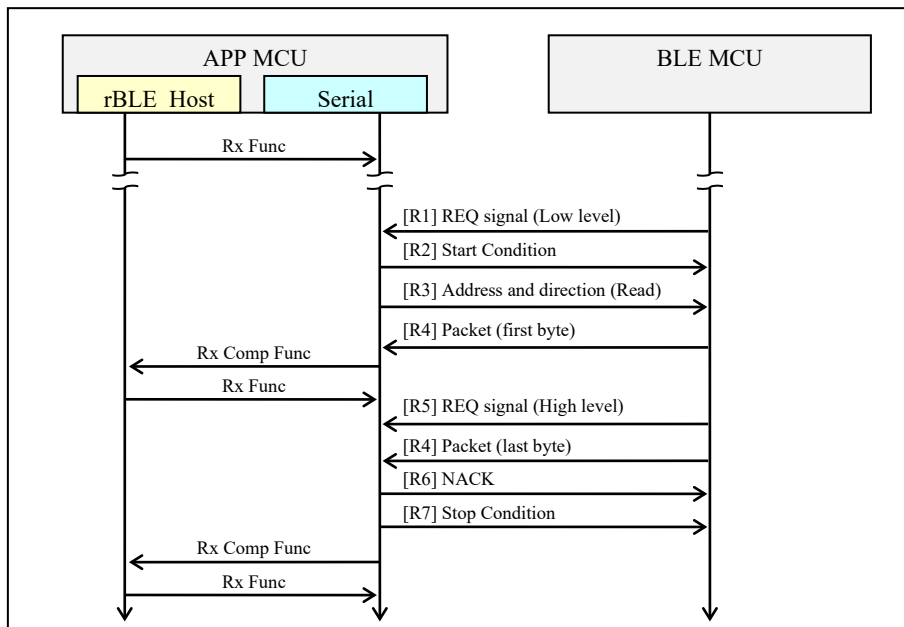 APP MCU
BLE MCU
rBLE_Host
Serial
Rx Func
[R1] REQ signal (Low level)
[R2] Start Condition
[R3] Address and direction (Read)
[R4] Packet (first byte)
Rx Comp Func
Rx Func
[R5] REQ signal (High level)
[R4] Packet (last byte)
[R6] NACK
[R7] Stop Condition
Rx Comp Func
Rx Func